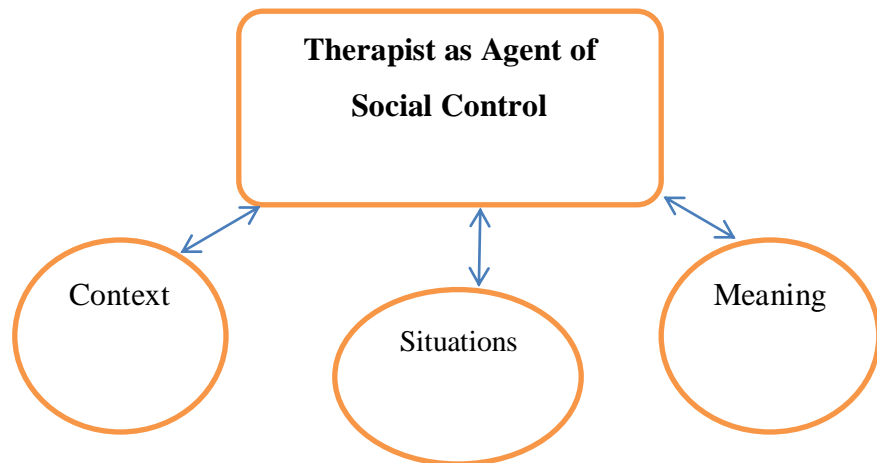 Therapist as Agent of
Social Control
Context
Situations
Meaning